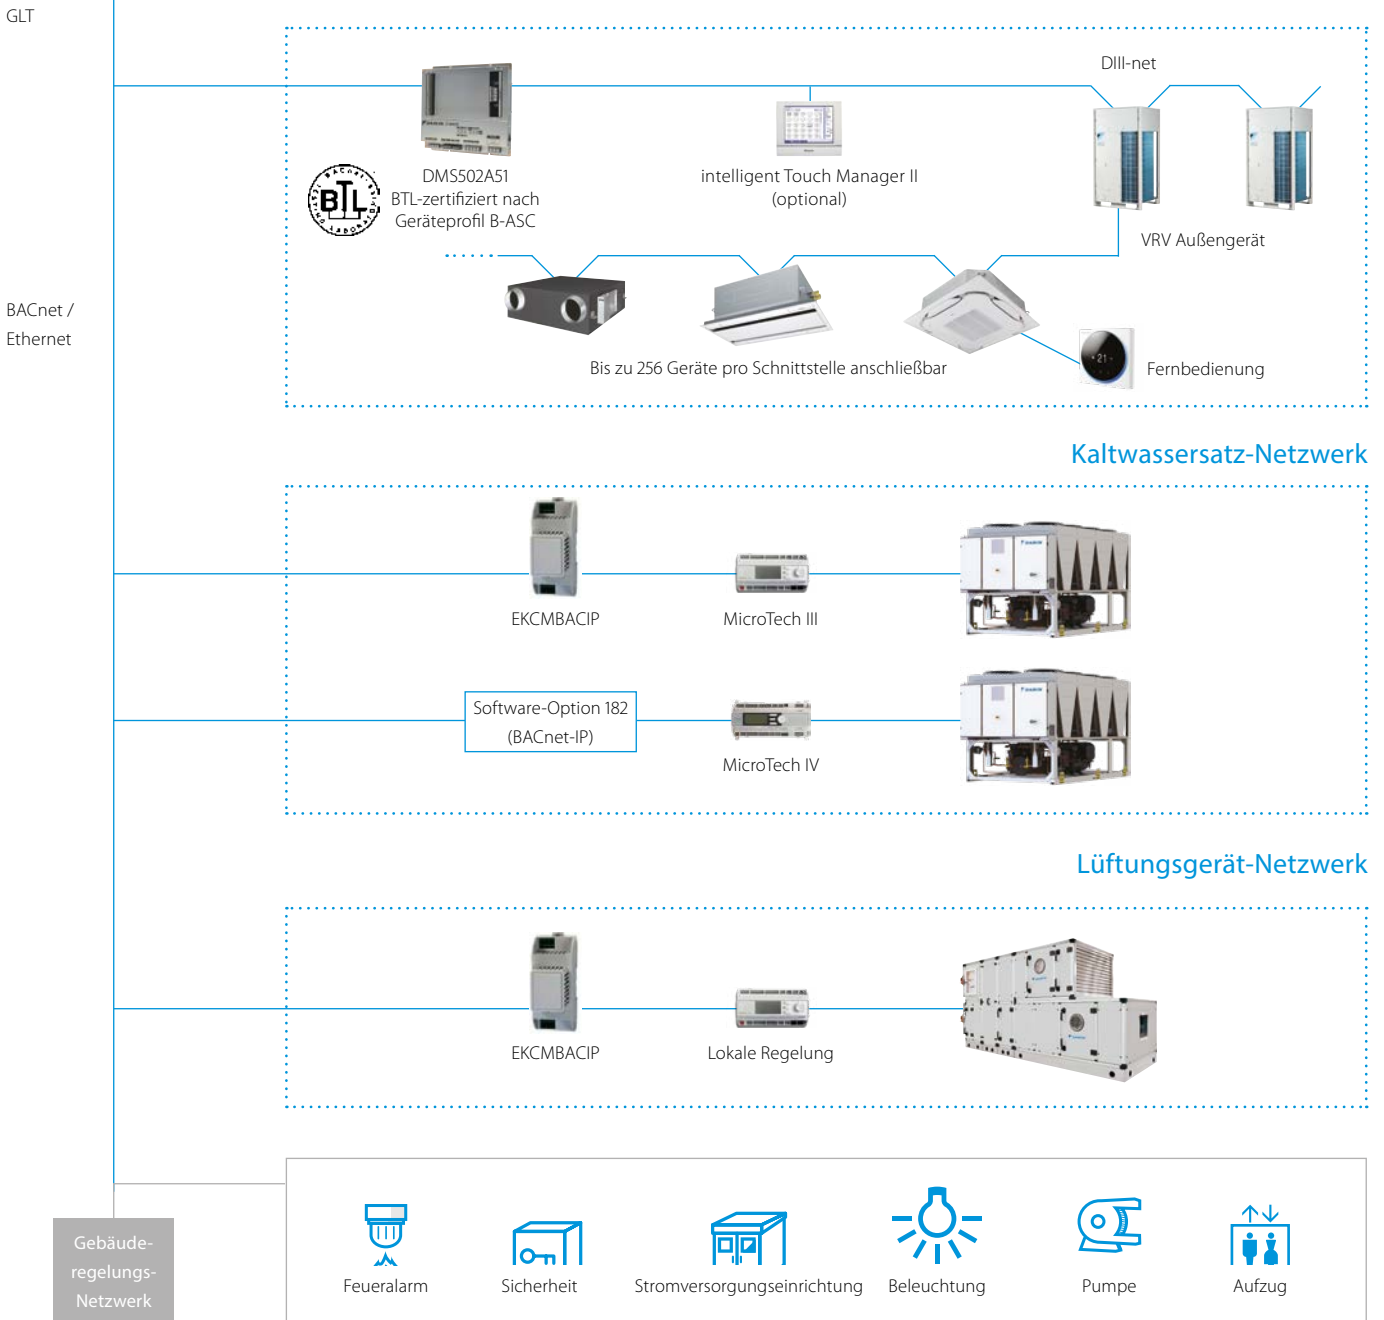 GLT
DIII-net
DMS502A51
BTL-zertifiziert nach
Geräteprofil B-ASC
BTL
intelligent Touch Manager II
(optional)
VRV Außengerät
BACnet /
Ethernet
Bis zu 256 Geräte pro Schnittstelle anschließbar
21
Fernbedienung
Kaltwassersatz-Netzwerk
EKCMBACIP
MicroTech III
Software-Option 182
(BACnet-IP)
MicroTech IV
Lüftungsgerät-Netzwerk
EKCMBACIP
Lokale Regelung
Gebäude-
regelungs-
Netzwerk
Feueralarm
Sicherheit
Stromversorgungseinrichtung
Beleuchtung
Pumpe
Aufzug